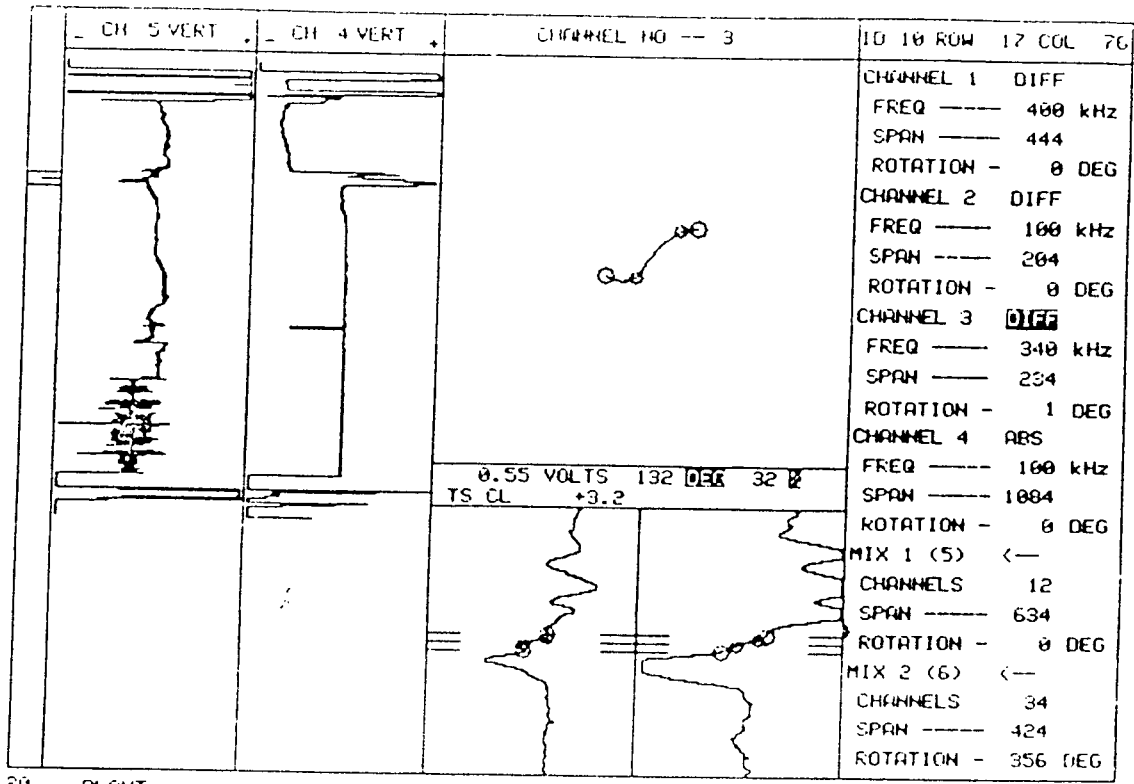 - CH 5 VERT +
- CH 4 VERT +
CHANNEL NO -- 3
ID 10 ROW 17 COL 76
CHANNEL 1 DIFF
FREQ ----- 400 kHz
SPAN ----- 444
ROTATION - 0 DEG
CHANNEL 2 DIFF
FREQ ----- 100 kHz
SPAN ----- 204
ROTATION - 0 DEG
CHANNEL 3 DIFF
FREQ ----- 340 kHz
SPAN ----- 234
ROTATION - 1 DEG
CHANNEL 4 ABS
FREQ ----- 100 kHz
SPAN ----- 1084
ROTATION - 0 DEG
MIX 1 (5) <--
CHANNELS 12
SPAN ----- 634
ROTATION - 0 DEG
MIX 2 (6) <--
CHANNELS 34
SPAN ----- 424
ROTATION - 356 DEG
0.55 VOLTS 132 DEG 32 %
TS CL +3.2